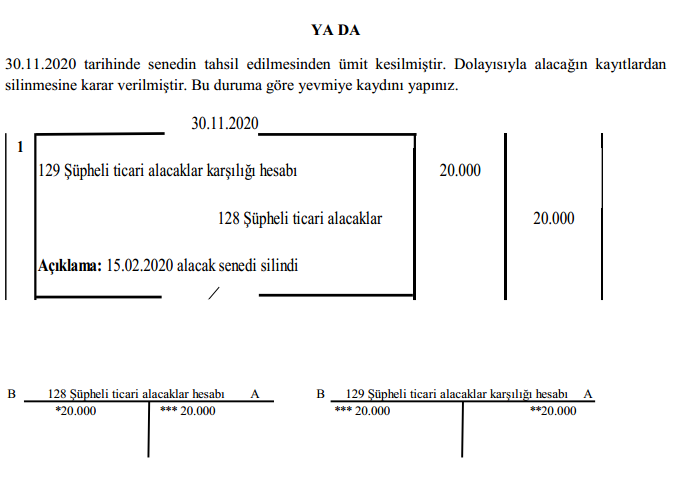 YA DA
30.11.2020 tarihinde senedin tahsil edilmesinden ümit kesilmiştir. Dolayısıyla alacağın kayıtlardan
silinmesine karar verilmiştir. Bu duruma göre yevmiye kaydını yapınız.
30.11.2020
1
129 Şüpheli ticari alacaklar karşılığı hesabı 20.000
128 Şüpheli ticari alacaklar 20.000
Açıklama: 15.02.2020 alacak senedi silindi
/
B 128 Şüpheli ticari alacaklar hesabı A B 129 Şüpheli ticari alacaklar karşılığı hesabı A
*20.000 *** 20.000 *** 20.000 **20.000